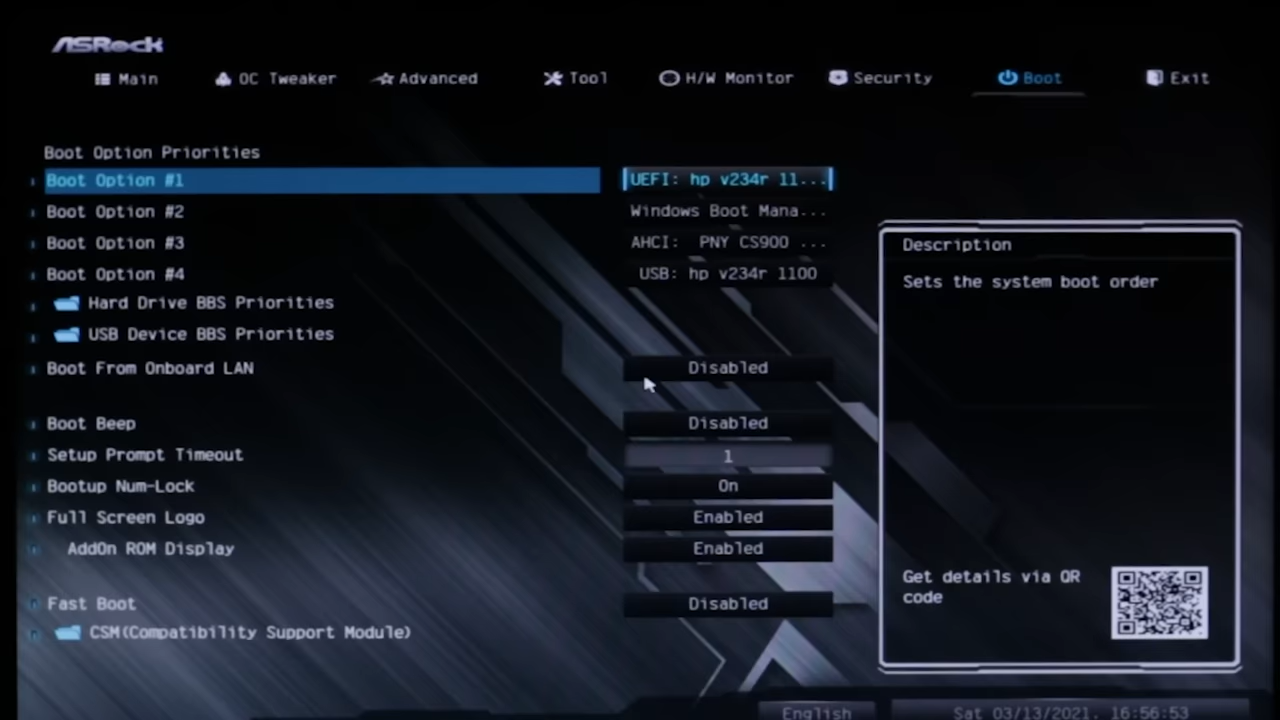 ASRock
Main OC Tweaker Advanced Tool H/W Monitor Security Boot Exit
Boot Option Priorities
Boot Option #1 UEFI: hp v234r 11...
Boot Option #2 Windows Boot Mana...
Boot Option #3 AHCI: PNY CS900 ...
Boot Option #4 USB: hp v234r 1100
Hard Drive BBS Priorities
USB Device BBS Priorities
Boot From Onboard LAN Disabled
Boot Beep Disabled
Setup Prompt Timeout 1
Bootup Num-Lock On
Full Screen Logo Enabled
AddOn ROM Display Enabled
Fast Boot Disabled
CSM(Compatibility Support Module)
Description
Sets the system boot order
Get details via QR
code
English Sat 03/13/2021, 16:56:53